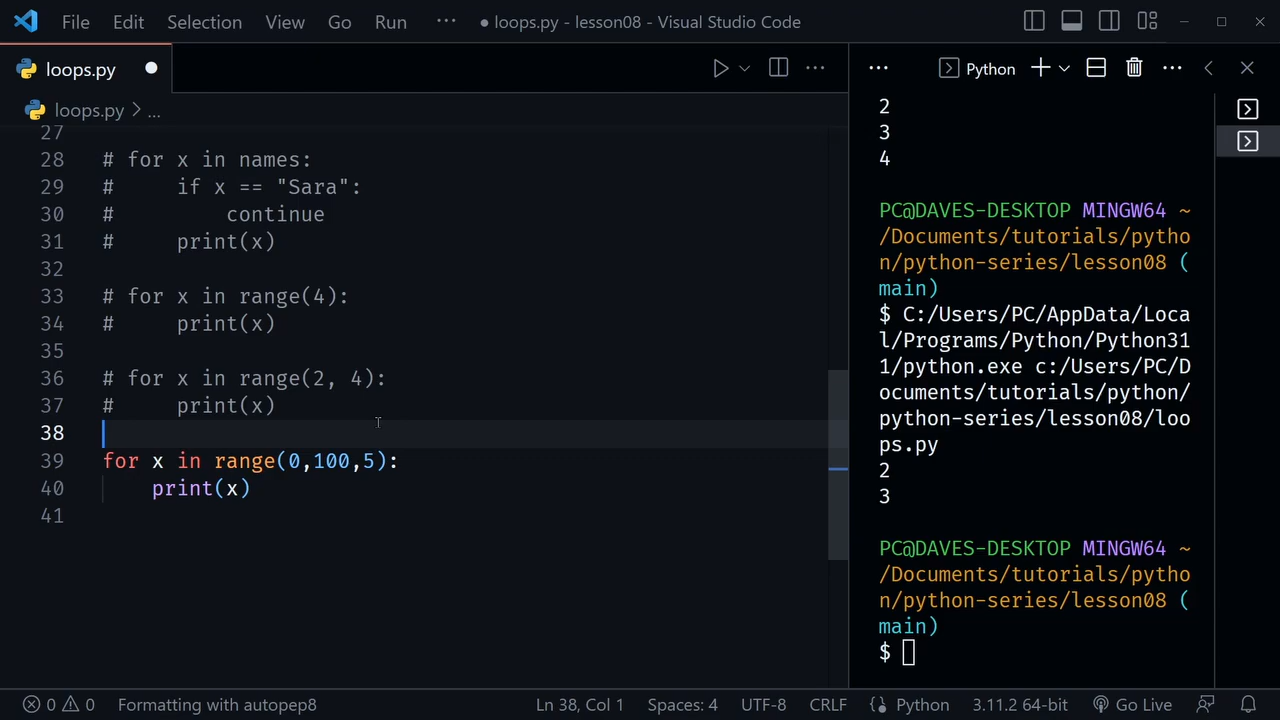 File Edit Selection View Go Run ··· ● loops.py - lesson08 - Visual Studio Code
loops.py ●
loops.py > ...
27
28 # for x in names:
29 #     if x == "Sara":
30 #         continue
31 #     print(x)
32
33 # for x in range(4):
34 #     print(x)
35
36 # for x in range(2, 4):
37 #     print(x)
38
39 for x in range(0,100,5):
40     print(x)
41
Python
2
3
4
PC@DAVES-DESKTOP MINGW64 ~
/Documents/tutorials/pytho
n/python-series/lesson08 (
main)
$ C:/Users/PC/AppData/Loca
l/Programs/Python/Python31
1/python.exe c:/Users/PC/D
ocuments/tutorials/python/
python-series/lesson08/loo
ps.py
2
3
PC@DAVES-DESKTOP MINGW64 ~
/Documents/tutorials/pytho
n/python-series/lesson08 (
main)
$
0 0 Formatting with autopep8 Ln 38, Col 1 Spaces: 4 UTF-8 CRLF Python 3.11.2 64-bit Go Live